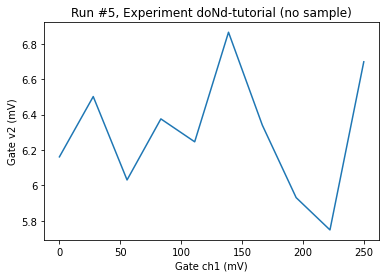 Run #5, Experiment doNd-tutorial (no sample)
Gate v2 (mV)
6.8
6.6
6.4
6.2
6
5.8
0 50 100 150 200 250
Gate ch1 (mV)